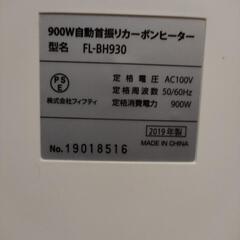 900W自動首振りカーボンヒーター
型名 FL-BH930
PSE
株式会社フィフティ
定格電圧 AC100V
定格周波数 50/60Hz
定格消費電力 900W
2019年製
MADE IN CHINA
No.19018516